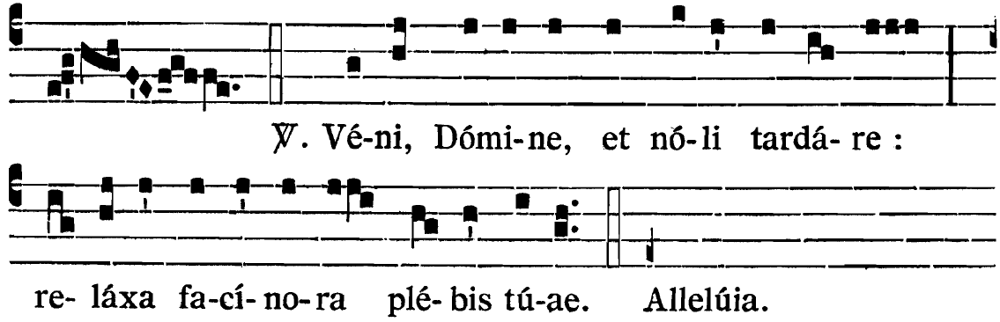 ℣. Vé-ni, Dómi-ne, et nó-li tardá-re :
re- láxa fa-cí-no-ra plé-bis tú-ae. Allelúia.